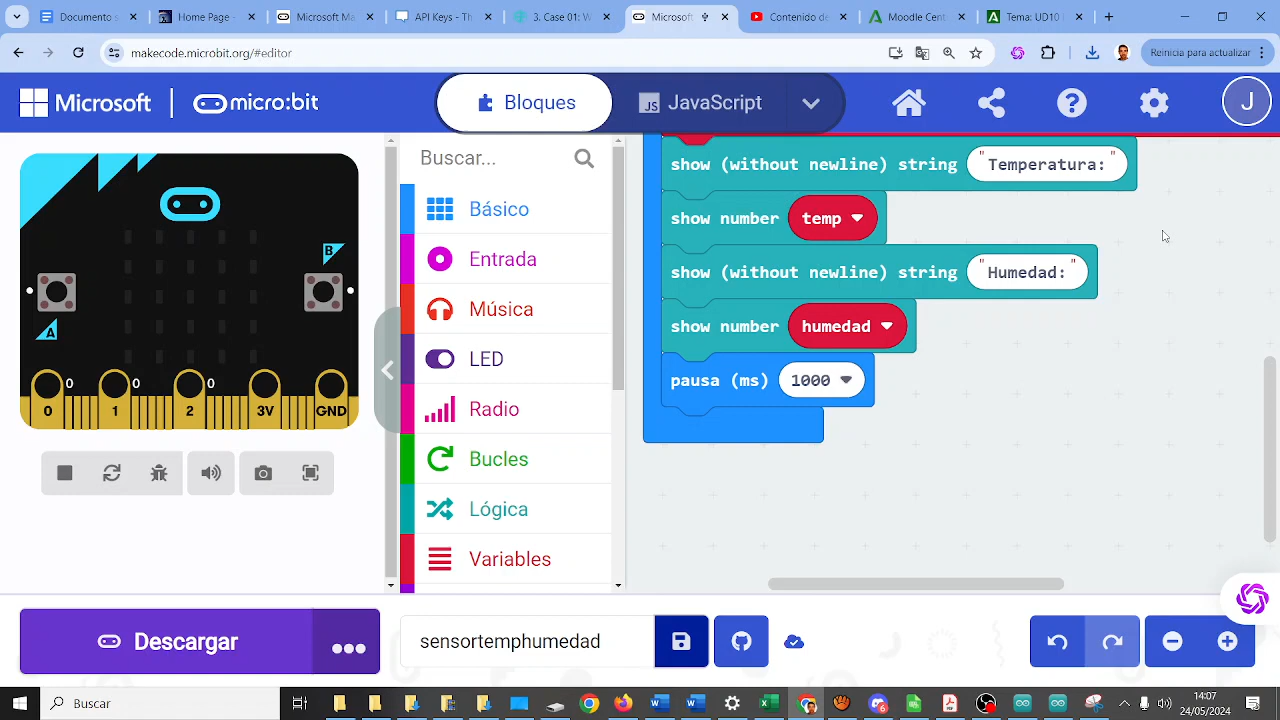 Documento s
Home Page -
Microsoft Ma
API Keys - Th
3. Case 01: W
Microsoft
Contenido de
Moodle Cent
Tema: UD10
makecode.microbit.org/#editor
Reinicia para actualizar
Microsoft
micro:bit
Bloques
JS JavaScript
J
Buscar...
Básico
Entrada
Música
LED
Radio
Bucles
Lógica
Variables
B
A
0 0 0
0 1 2 3V GND
show (without newline) string "Temperatura:"
show number temp
show (without newline) string "Humedad:"
show number humedad
pausa (ms) 1000
Descargar
sensortemphumedad
Buscar
14:07
24/05/2024